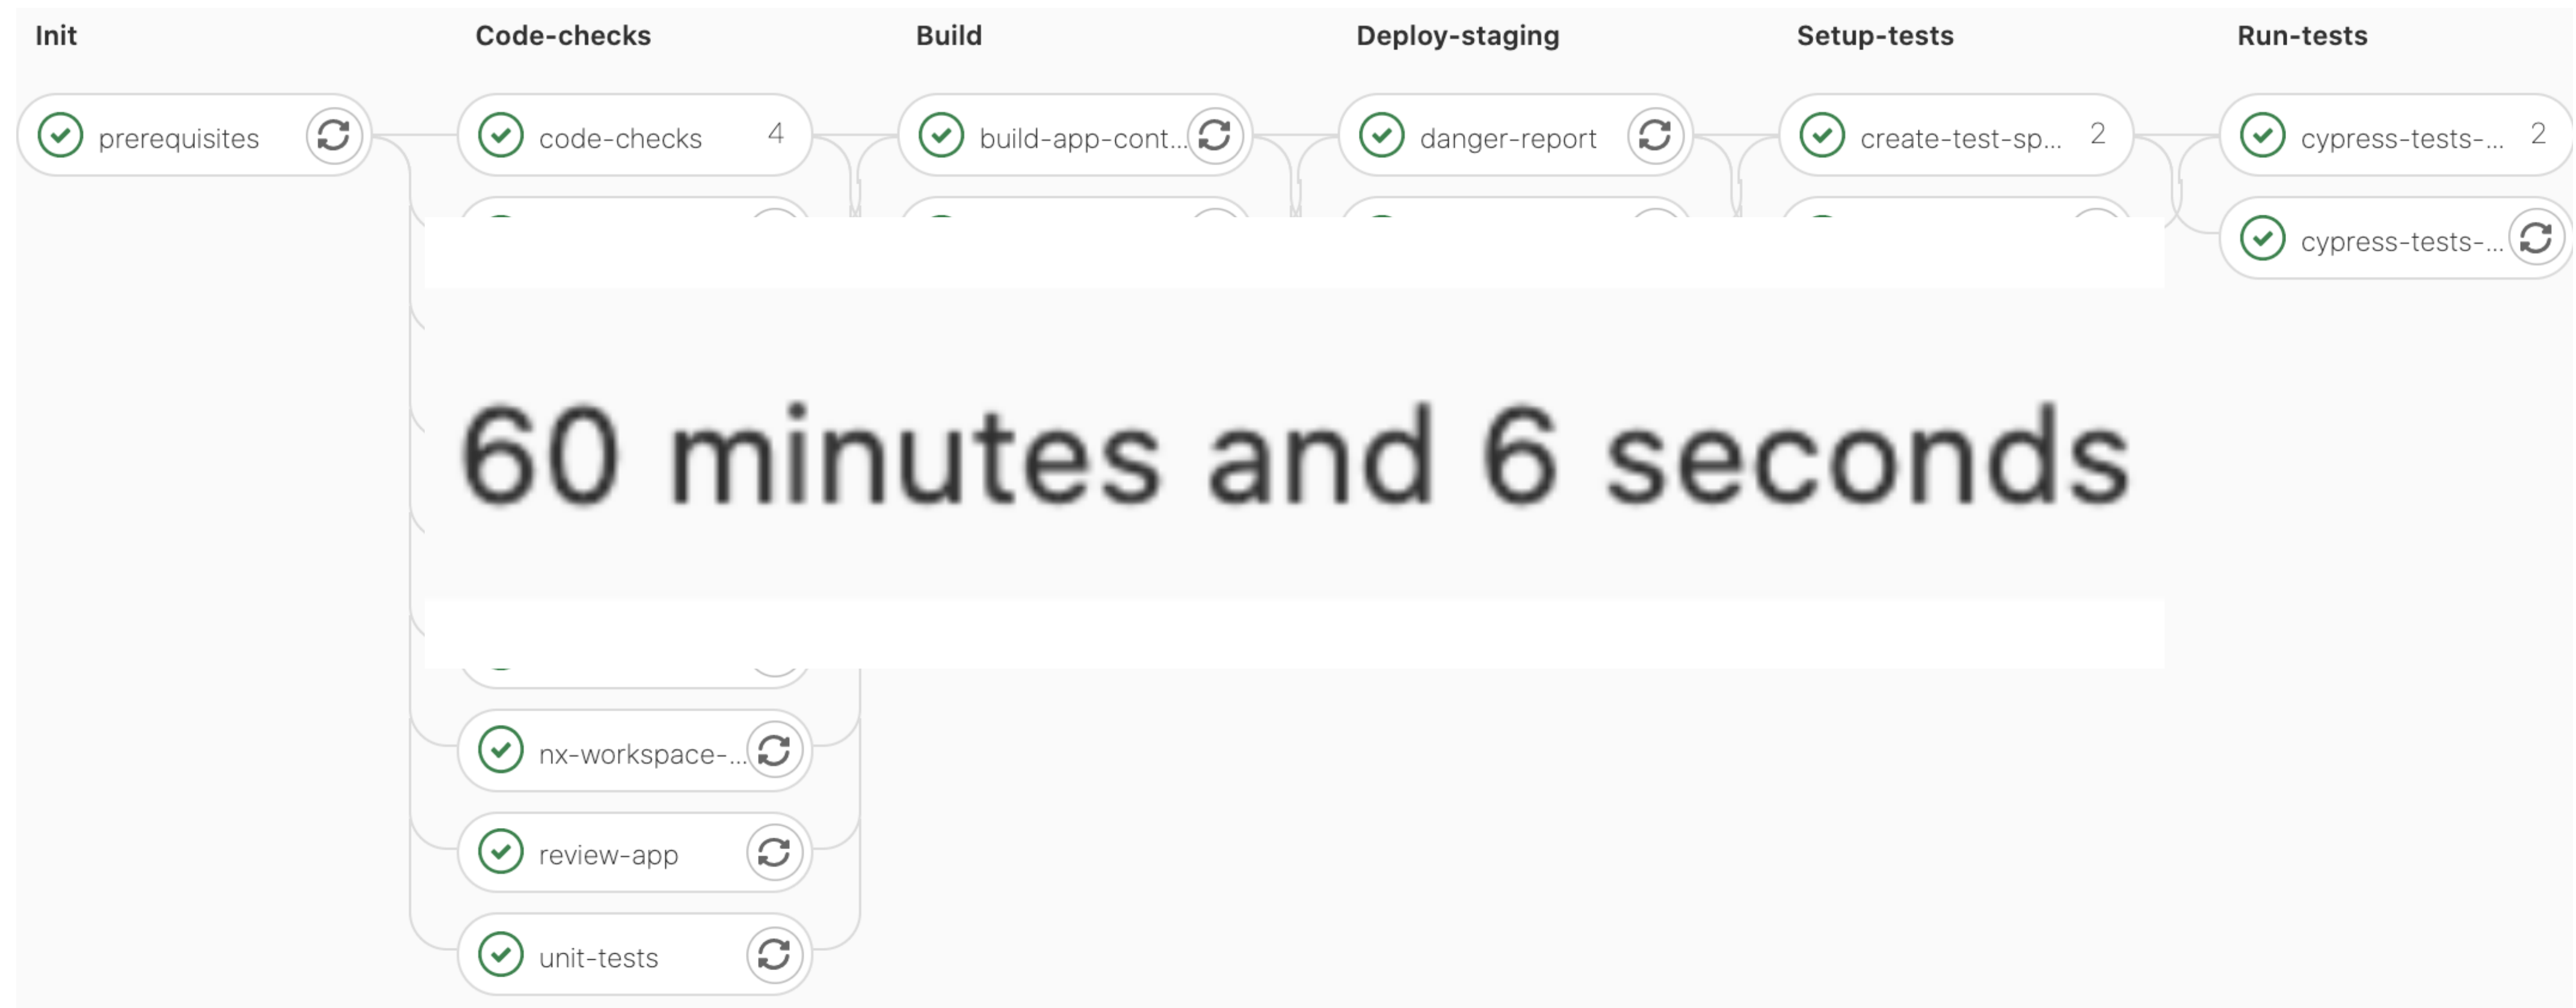 Init Code-checks Build Deploy-staging Setup-tests Run-tests
prerequisites code-checks 4 build-app-cont... danger-report create-test-sp... 2 cypress-tests-... 2
cypress-tests-...
60 minutes and 6 seconds
nx-workspace-...
review-app
unit-tests